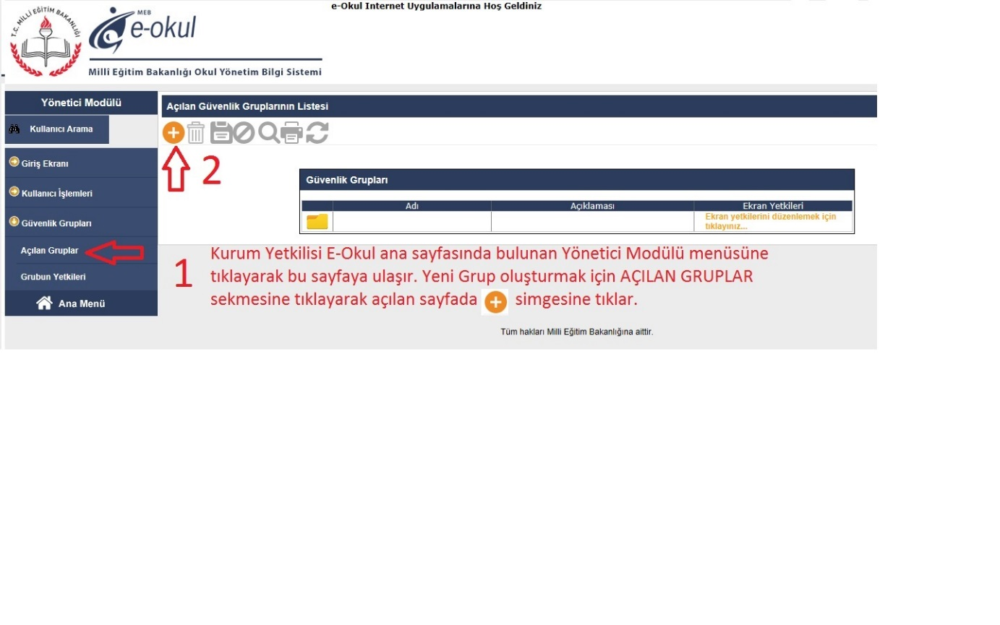 e-Okul Internet Uygulamalarına Hoş Geldiniz
T.C. MİLLİ EĞİTİM BAKANLIĞI
MEB
e-okul
Millî Eğitim Bakanlığı Okul Yönetim Bilgi Sistemi
Yönetici Modülü
Kullanıcı Arama
Giriş Ekranı
Kullanıcı İşlemleri
Güvenlik Grupları
Açılan Gruplar
Grubun Yetkileri
Ana Menü
Açılan Güvenlik Gruplarının Listesi
2
Güvenlik Grupları
Adı Açıklaması Ekran Yetkileri
Ekran yetkilerini düzenlemek için
tıklayınız...
1
Kurum Yetkilisi E-Okul ana sayfasında bulunan Yönetici Modülü menüsüne
tıklayarak bu sayfaya ulaşır. Yeni Grup oluşturmak için AÇILAN GRUPLAR
sekmesine tıklayarak açılan sayfada simgesine tıklar.
Tüm hakları Milli Eğitim Bakanlığına aittir.